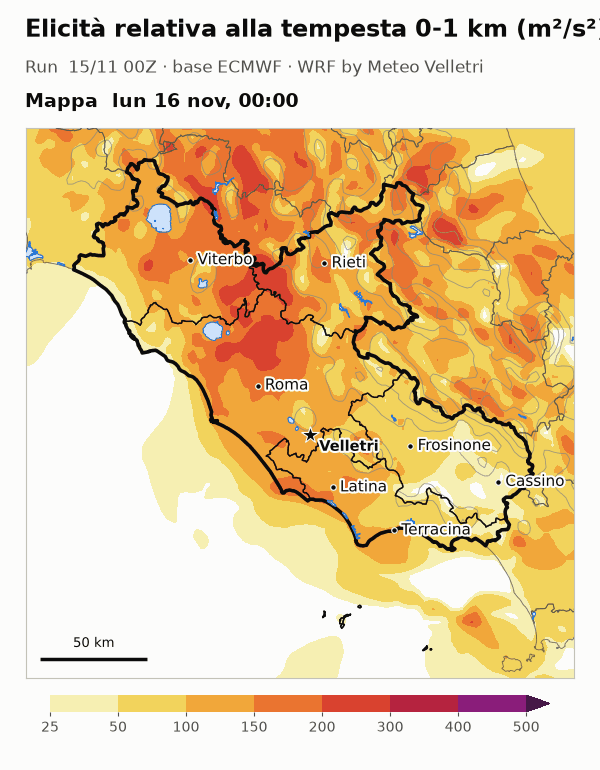 Elicità relativa alla tempesta 0-1 km (m²/s²)
Run 15/11 00Z · base ECMWF · WRF by Meteo Velletri
Mappa lun 16 nov, 00:00
Viterbo
Rieti
Roma
Velletri
Frosinone
Latina
Cassino
Terracina
50 km
25 50 100 150 200 300 400 500